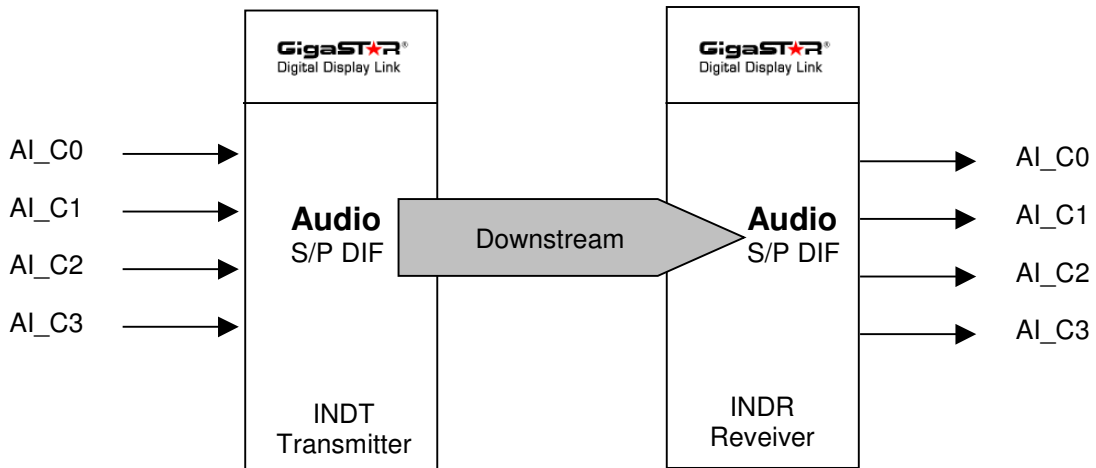 GigaSTAR®
Digital Display Link
GigaSTAR®
Digital Display Link
AI_C0
AI_C1
AI_C2
AI_C3
Audio
S/P DIF
Downstream
Audio
S/P DIF
AI_C0
AI_C1
AI_C2
AI_C3
INDT
Transmitter
INDR
Reveiver